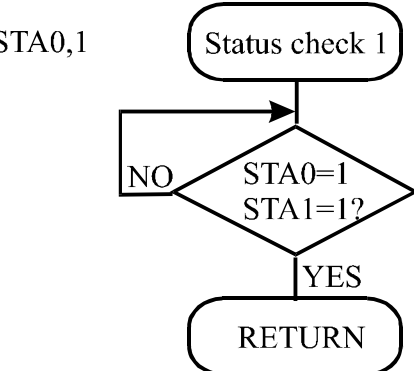 STA0,1
Status check 1
NO
STA0=1
STA1=1?
YES
RETURN